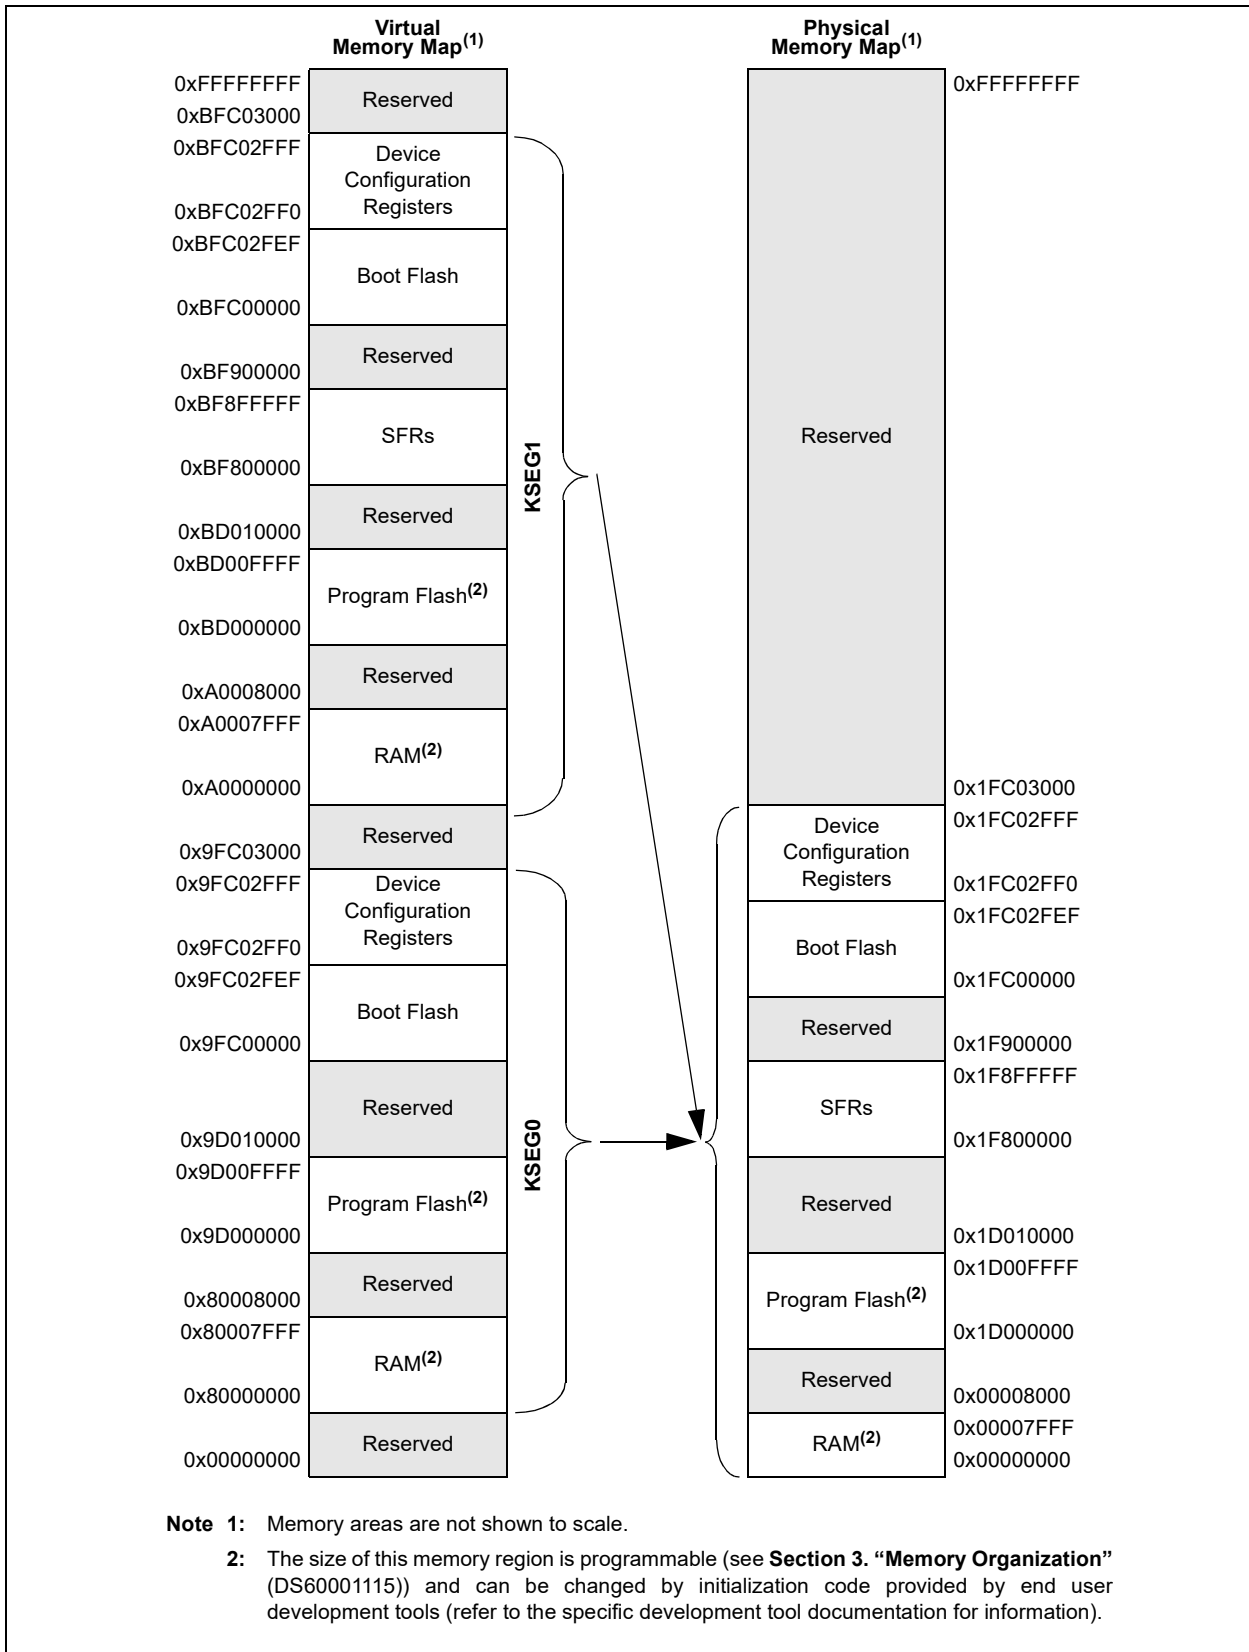 Virtual
Memory Map(1)
0xFFFFFFFF
Reserved
0xBFC03000
0xBFC02FFF
Device
Configuration
Registers
0xBFC02FF0
0xBFC02FEF
Boot Flash
0xBFC00000
Reserved
0xBF900000
0xBF8FFFFF
SFRs
0xBF800000
Reserved
0xBD010000
0xBD00FFFF
Program Flash(2)
0xBD000000
Reserved
0xA0008000
0xA0007FFF
RAM(2)
0xA0000000
Reserved
0x9FC03000
0x9FC02FFF
Device
Configuration
Registers
0x9FC02FF0
0x9FC02FEF
Boot Flash
0x9FC00000
Reserved
0x9D010000
0x9D00FFFF
Program Flash(2)
0x9D000000
Reserved
0x80008000
0x80007FFF
RAM(2)
0x80000000
Reserved
0x00000000
KSEG1
KSEG0
Physical
Memory Map(1)
0xFFFFFFFF
Reserved
0x1FC03000
0x1FC02FFF
Device
Configuration
Registers
0x1FC02FF0
0x1FC02FEF
Boot Flash
0x1FC00000
Reserved
0x1F900000
0x1F8FFFFF
SFRs
0x1F800000
Reserved
0x1D010000
0x1D00FFFF
Program Flash(2)
0x1D000000
Reserved
0x00008000
0x00007FFF
RAM(2)
0x00000000
Note 1: Memory areas are not shown to scale.
2: The size of this memory region is programmable (see Section 3. “Memory Organization”
(DS60001115)) and can be changed by initialization code provided by end user
development tools (refer to the specific development tool documentation for information).